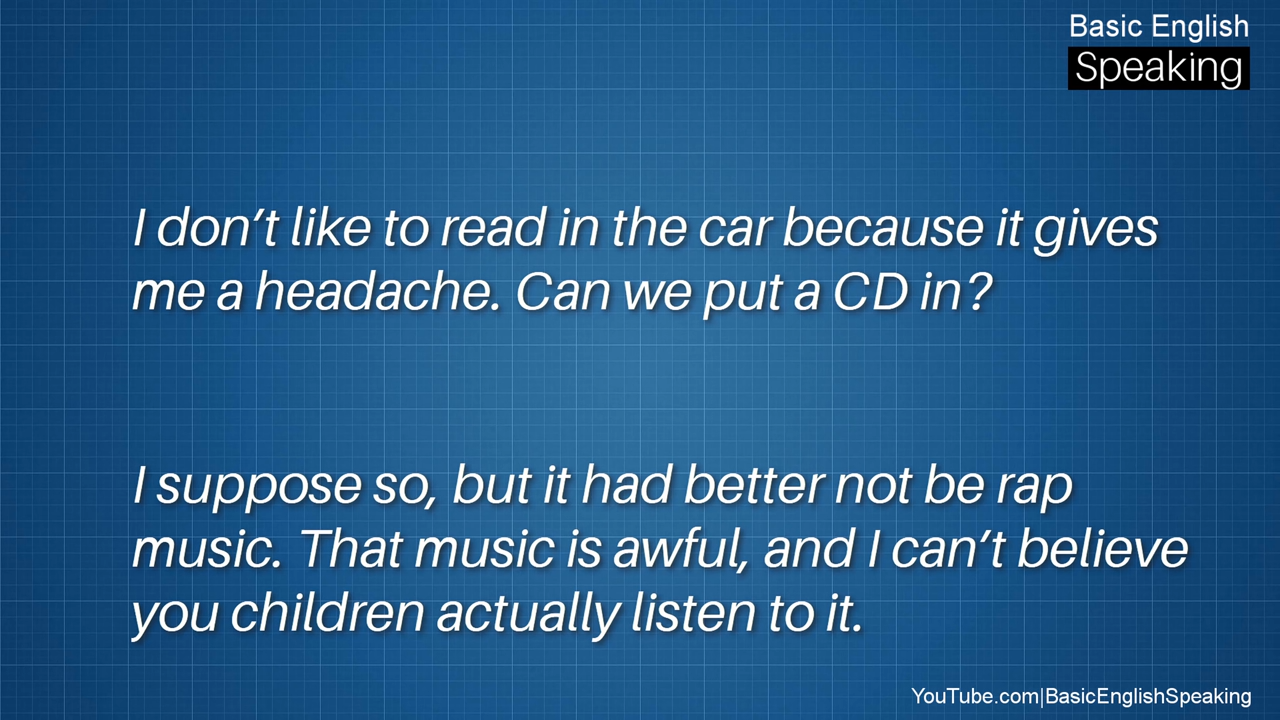 Basic English
Speaking
I don’t like to read in the car because it gives
me a headache. Can we put a CD in?
I suppose so, but it had better not be rap
music. That music is awful, and I can’t believe
you children actually listen to it.
YouTube.com|BasicEnglishSpeaking